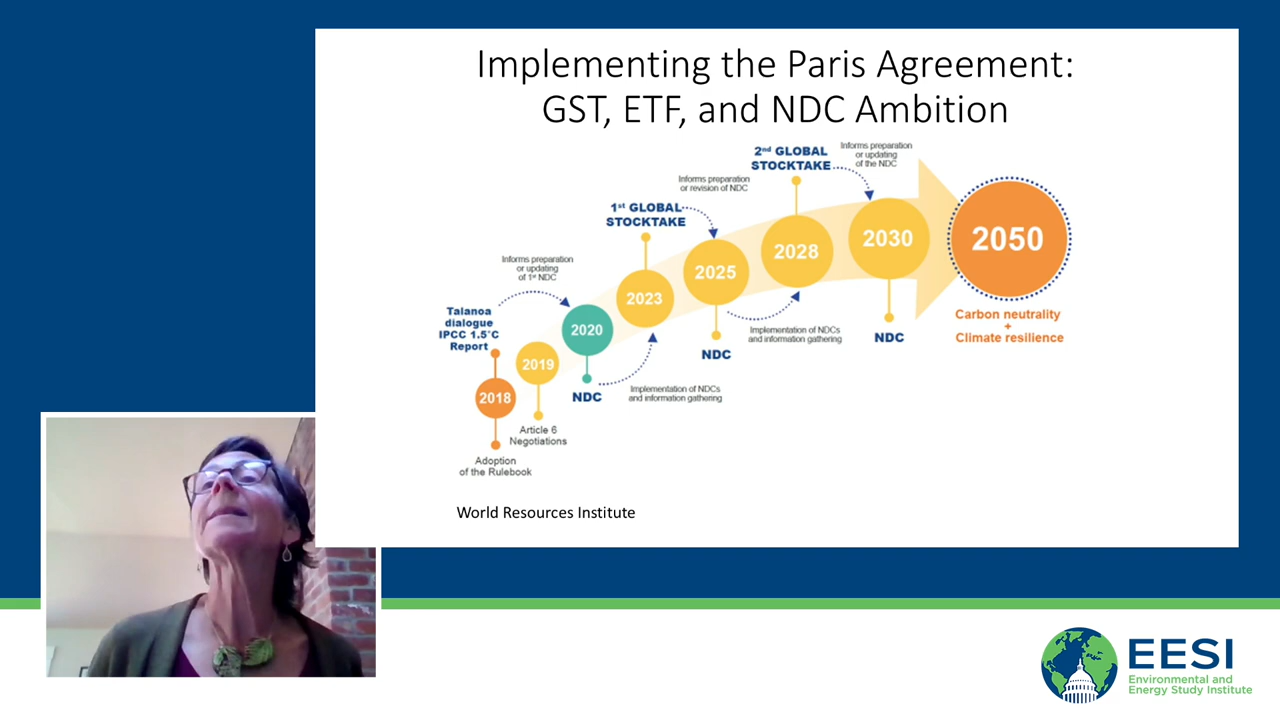 Implementing the Paris Agreement:
GST, ETF, and NDC Ambition
2nd GLOBAL
STOCKTAKE
Informs preparation
or updating
of the NDC
Informs preparation
or revision of NDC
1st GLOBAL
STOCKTAKE
Informs preparation
or updating
of 1st NDC
Talanoa
dialogue
IPCC 1.5°C
Report
2018
2019
2020
2023
2025
2028
2030
2050
Carbon neutrality
+
Climate resilience
NDC
Implementation of NDCs
and information gathering
NDC
Implementation of NDCs
and information gathering
NDC
Article 6
Negotiations
Adoption
of the Rulebook
World Resources Institute
EESI
Environmental and
Energy Study Institute